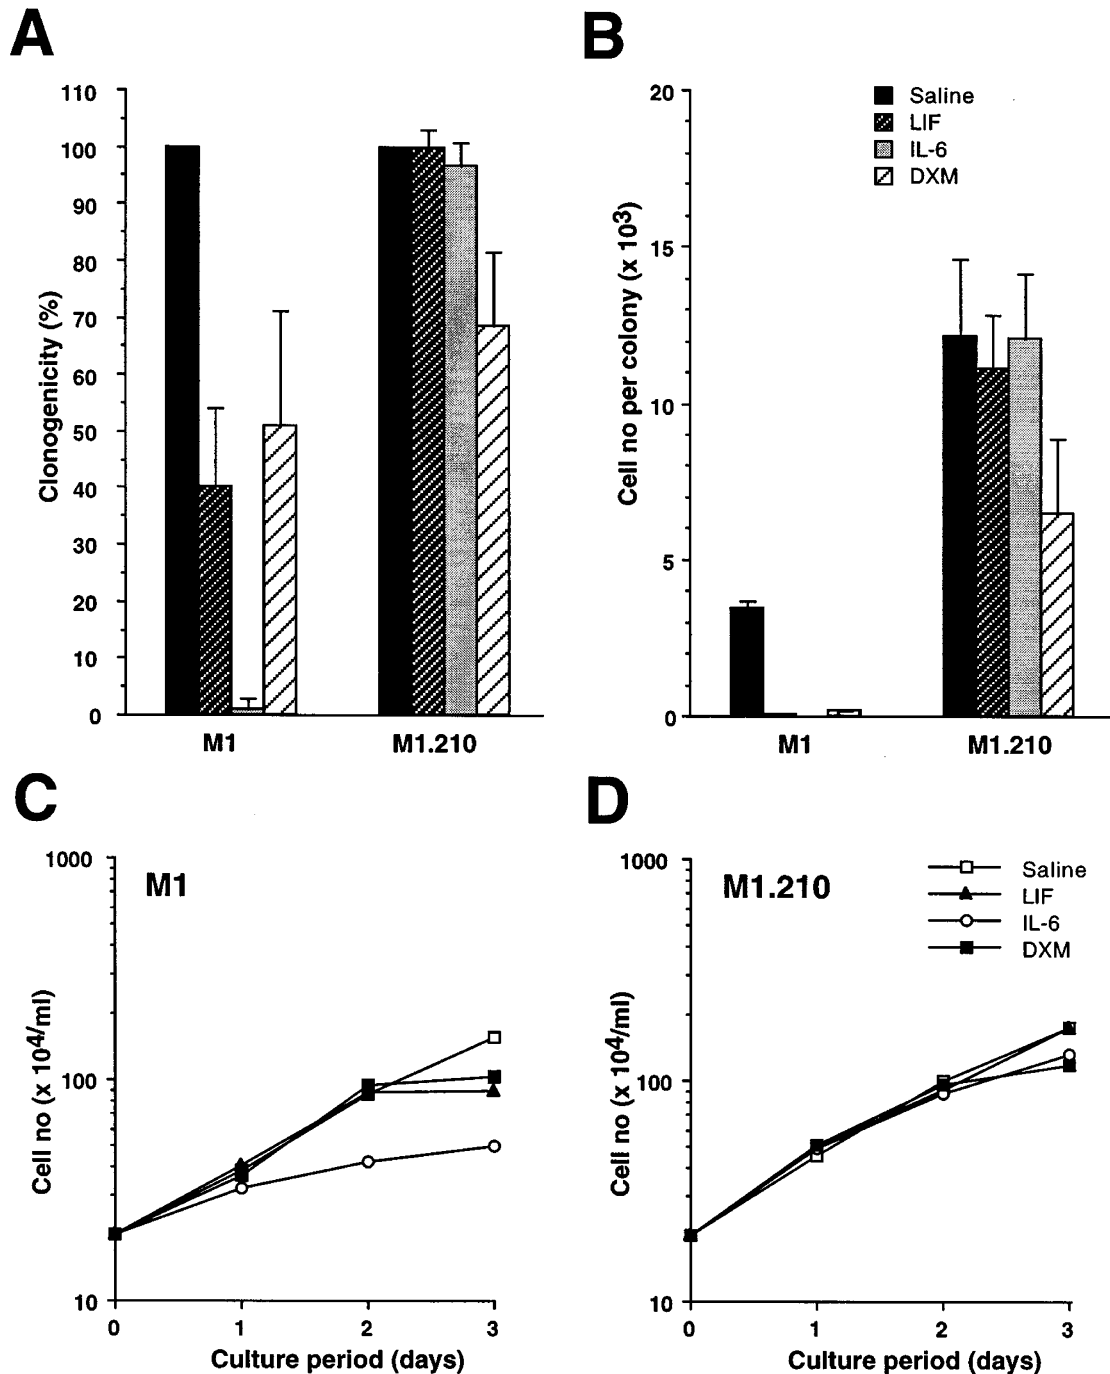 A
Clonogenicity (%)
110
100
90
80
70
60
50
40
30
20
10
0
M1
M1.210
B
Cell no per colony (x 10³)
20
15
10
5
0
Saline
LIF
IL-6
DXM
M1
M1.210
C
M1
Cell no (x 10⁴/ml)
1000
100
10
0
1
2
3
Culture period (days)
D
M1.210
Cell no (x 10⁴/ml)
1000
100
10
Saline
LIF
IL-6
DXM
0
1
2
3
Culture period (days)